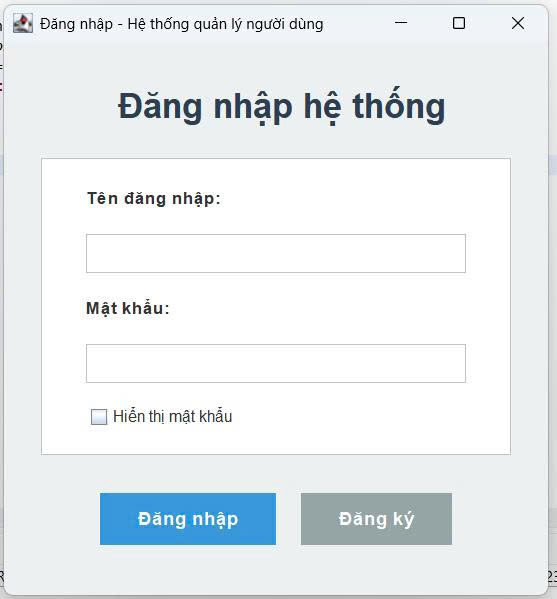 Đăng nhập - Hệ thống quản lý người dùng
Đăng nhập hệ thống
Tên đăng nhập:
Mật khẩu:
Hiển thị mật khẩu
Đăng nhập
Đăng ký